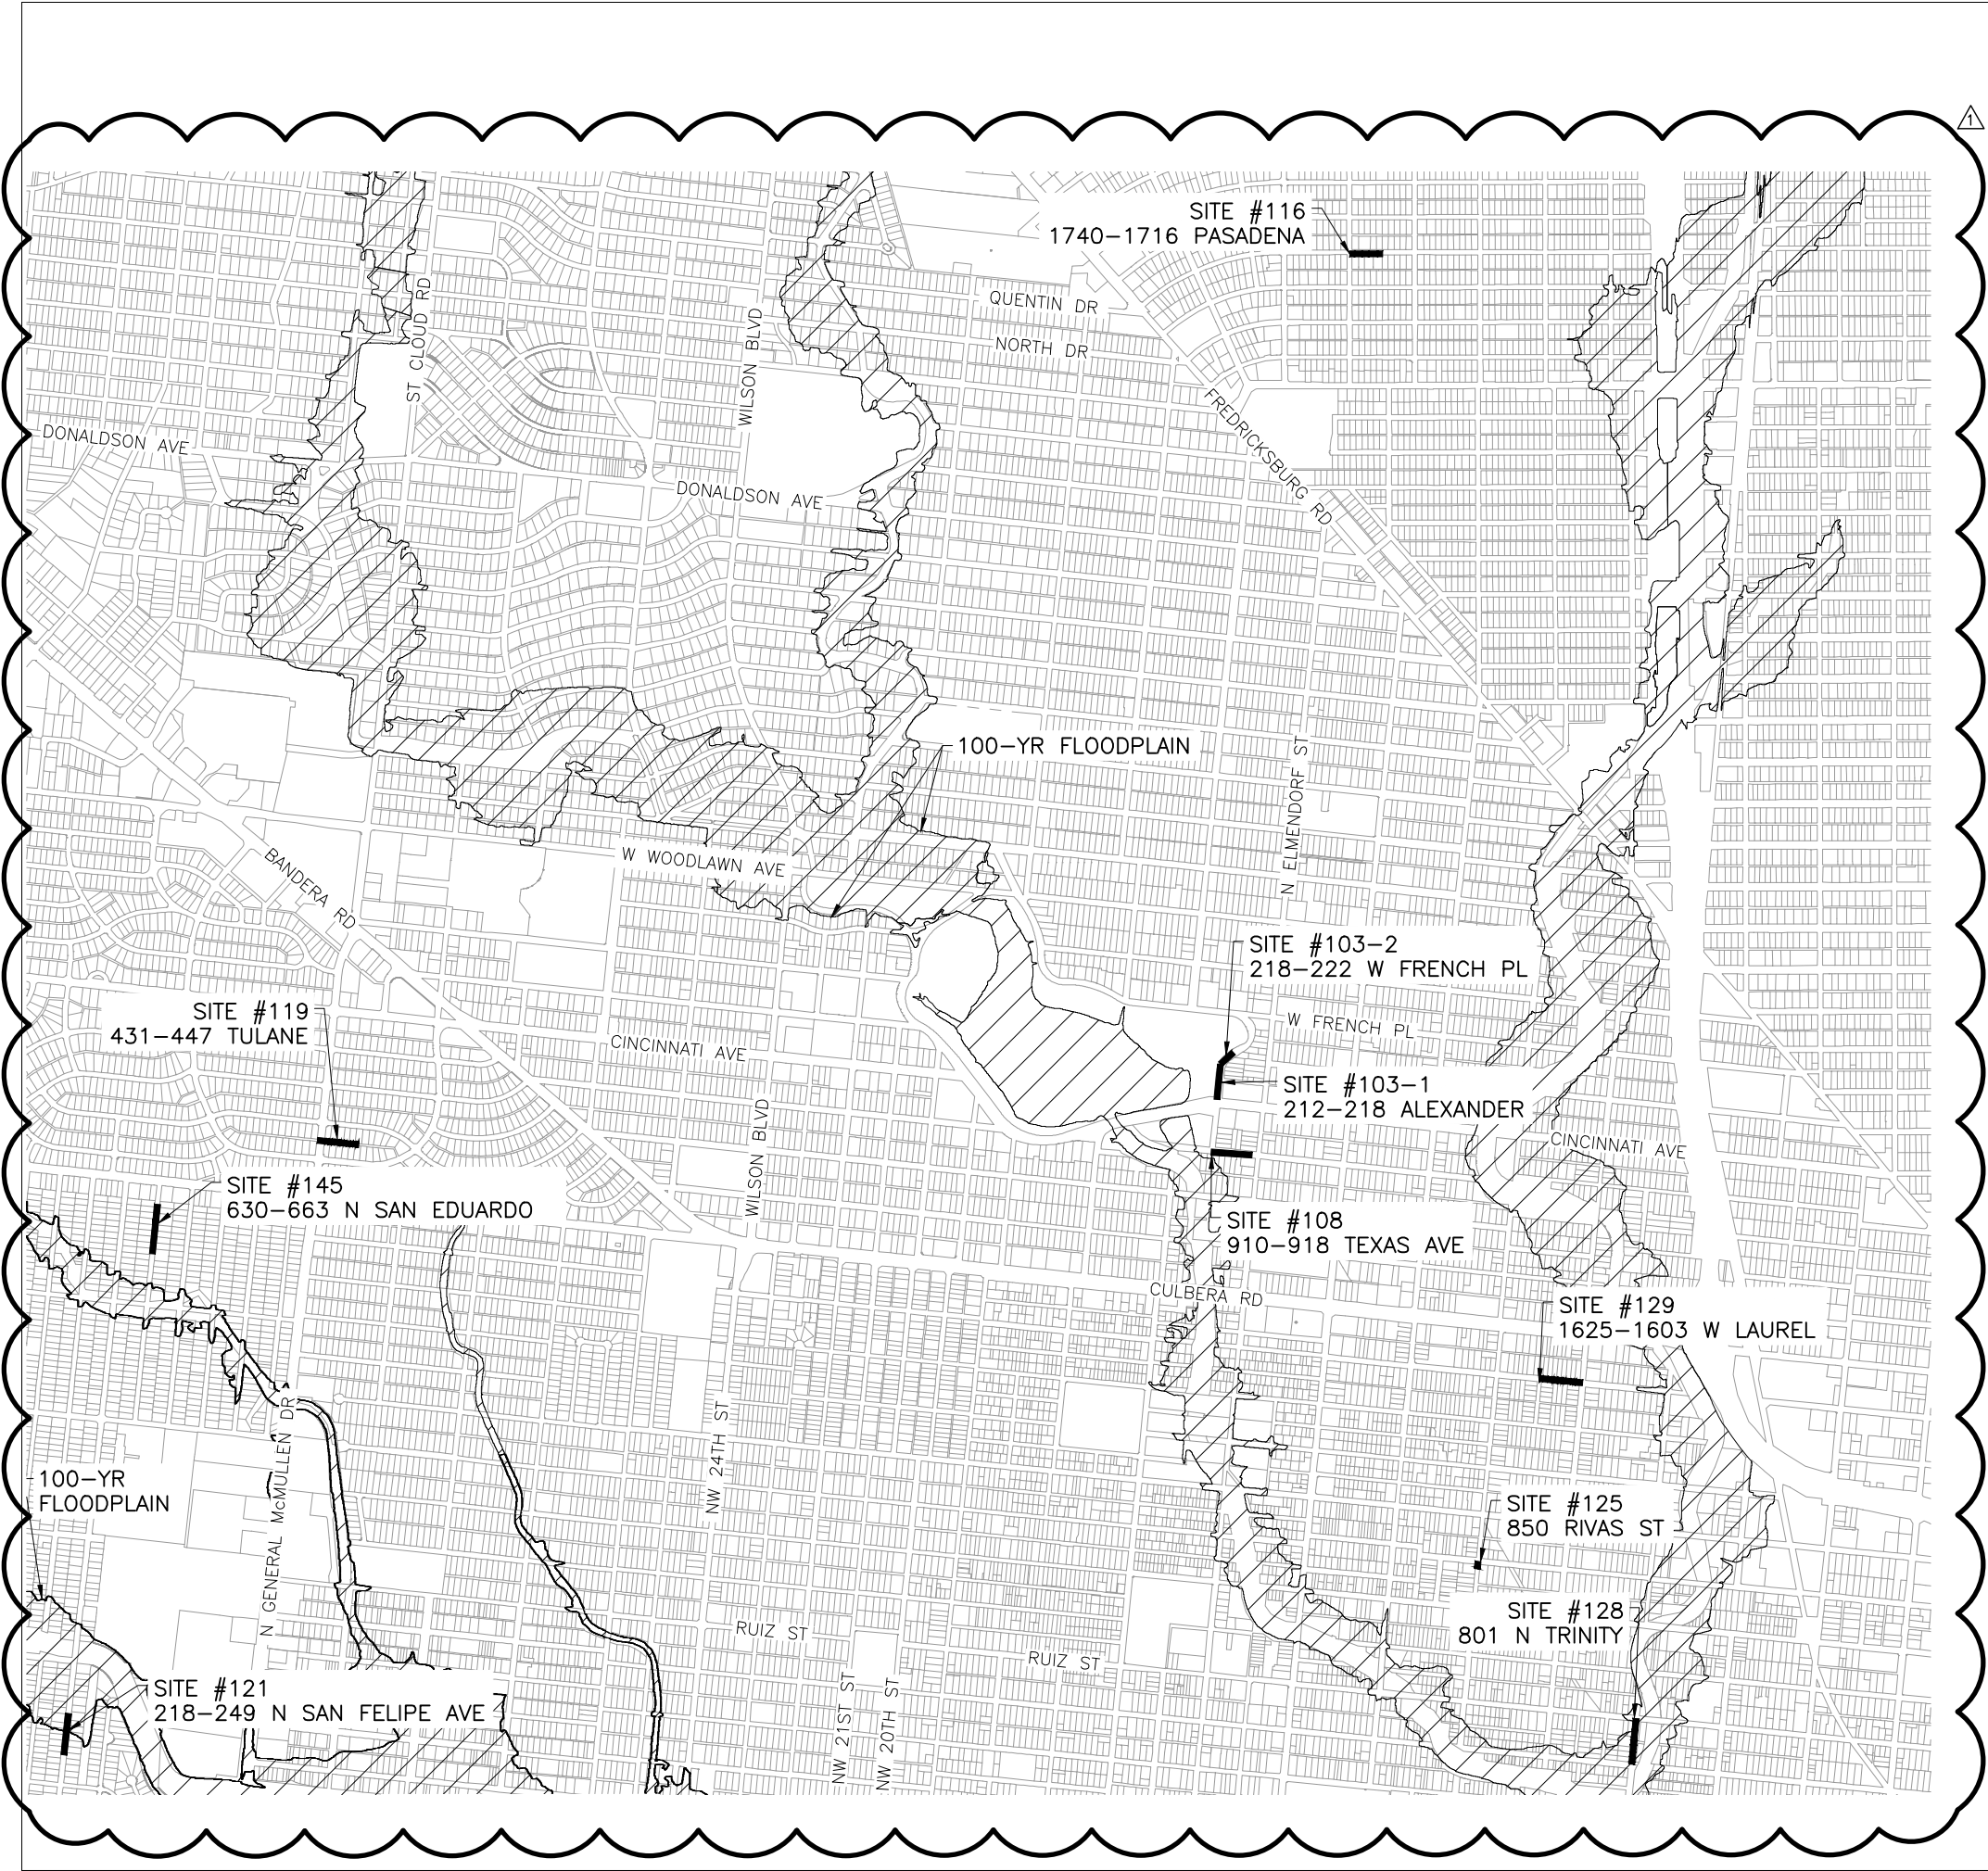 1
SITE #116
1740-1716 PASADENA
ST CLOUD RD
WILSON BLVD
QUENTIN DR
NORTH DR
FREDRICKSBURG RD
DONALDSON AVE
DONALDSON AVE
100-YR FLOODPLAIN
N ELMENDORF ST
W WOODLAWN AVE
BANDERA RD
SITE #103-2
218-222 W FRENCH PL
W FRENCH PL
SITE #119
431-447 TULANE
CINCINNATI AVE
SITE #103-1
212-218 ALEXANDER
CINCINNATI AVE
WILSON BLVD
SITE #145
630-663 N SAN EDUARDO
SITE #108
910-918 TEXAS AVE
CULBERA RD
SITE #129
1625-1603 W LAUREL
NW 24TH ST
N GENERAL McMULLEN DR
100-YR
FLOODPLAIN
SITE #125
850 RIVAS ST
SITE #128
801 N TRINITY
RUIZ ST
RUIZ ST
SITE #121
218-249 N SAN FELIPE AVE
NW 21ST ST
NW 20TH ST